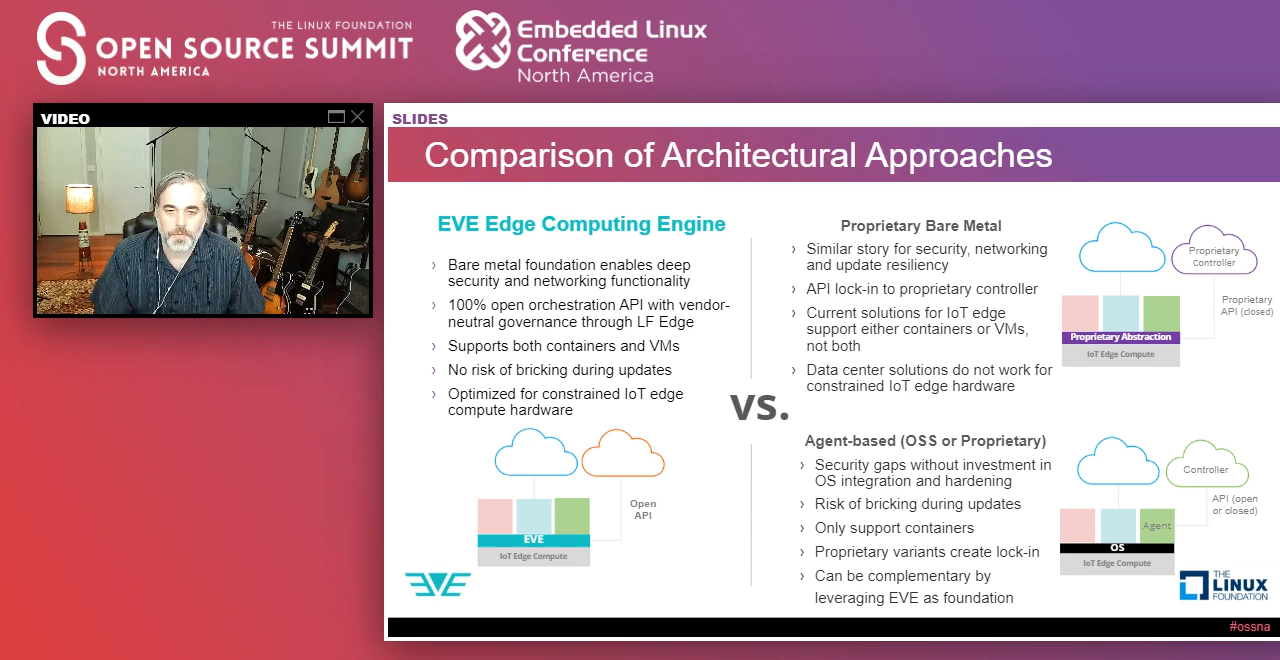 THE LINUX FOUNDATION
OPEN SOURCE SUMMIT
NORTH AMERICA
Embedded Linux
Conference
North America
VIDEO
SLIDES
Comparison of Architectural Approaches
EVE Edge Computing Engine
› Bare metal foundation enables deep
security and networking functionality
› 100% open orchestration API with vendor-
neutral governance through LF Edge
› Supports both containers and VMs
› No risk of bricking during updates
› Optimized for constrained IoT edge
compute hardware
Open
API
EVE
IoT Edge Compute
EVE
vs.
Proprietary Bare Metal
› Similar story for security, networking
and update resiliency
› API lock-in to proprietary controller
› Current solutions for IoT edge
support either containers or VMs,
not both
› Data center solutions do not work for
constrained IoT edge hardware
Proprietary
Controller
Proprietary
API (closed)
Proprietary Abstraction
IoT Edge Compute
Agent-based (OSS or Proprietary)
› Security gaps without investment in
OS integration and hardening
› Risk of bricking during updates
› Only support containers
› Proprietary variants create lock-in
› Can be complementary by
leveraging EVE as foundation
Controller
API (open
or closed)
Agent
OS
IoT Edge Compute
THE
LINUX
FOUNDATION
#ossna